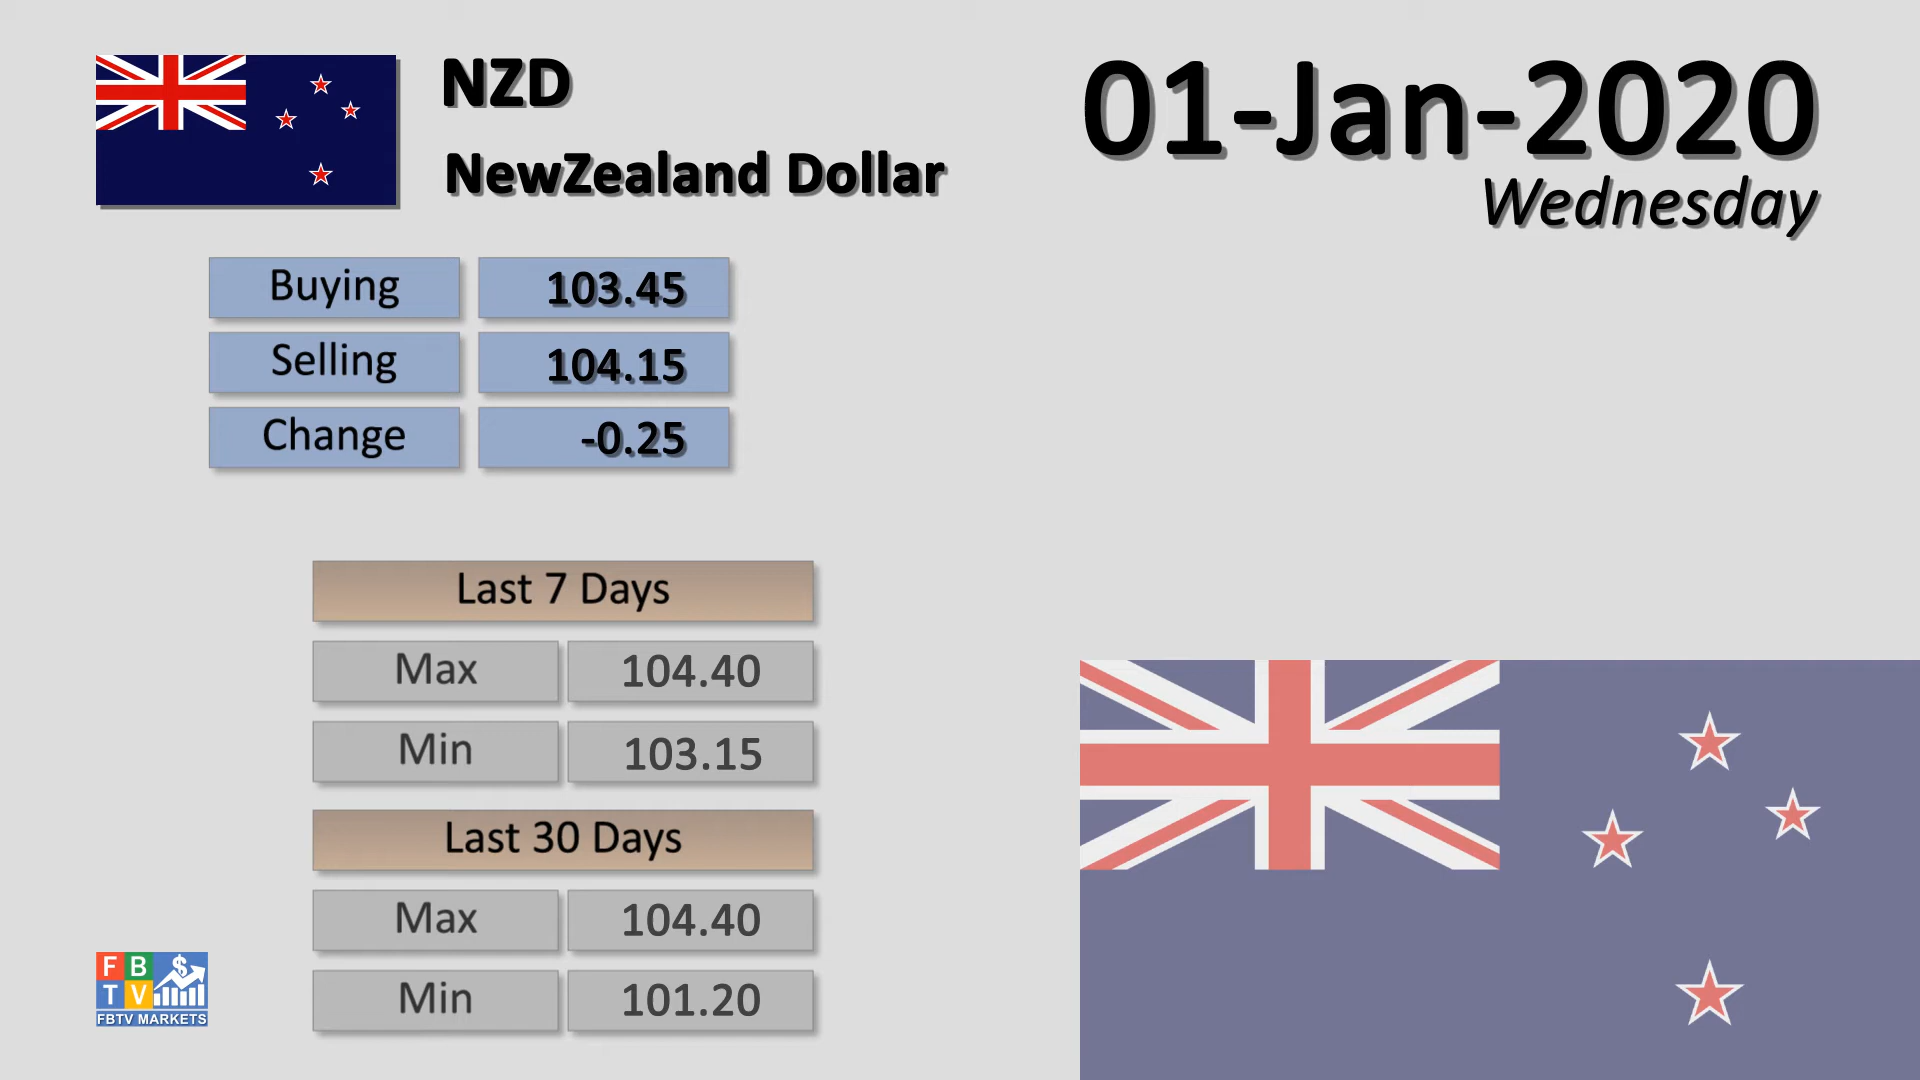 NZD
NewZealand Dollar
01-Jan-2020
Wednesday
Buying 103.45
Selling 104.15
Change -0.25
Last 7 Days
Max 104.40
Min 103.15
Last 30 Days
Max 104.40
Min 101.20
F B $
T V
FBTV MARKETS